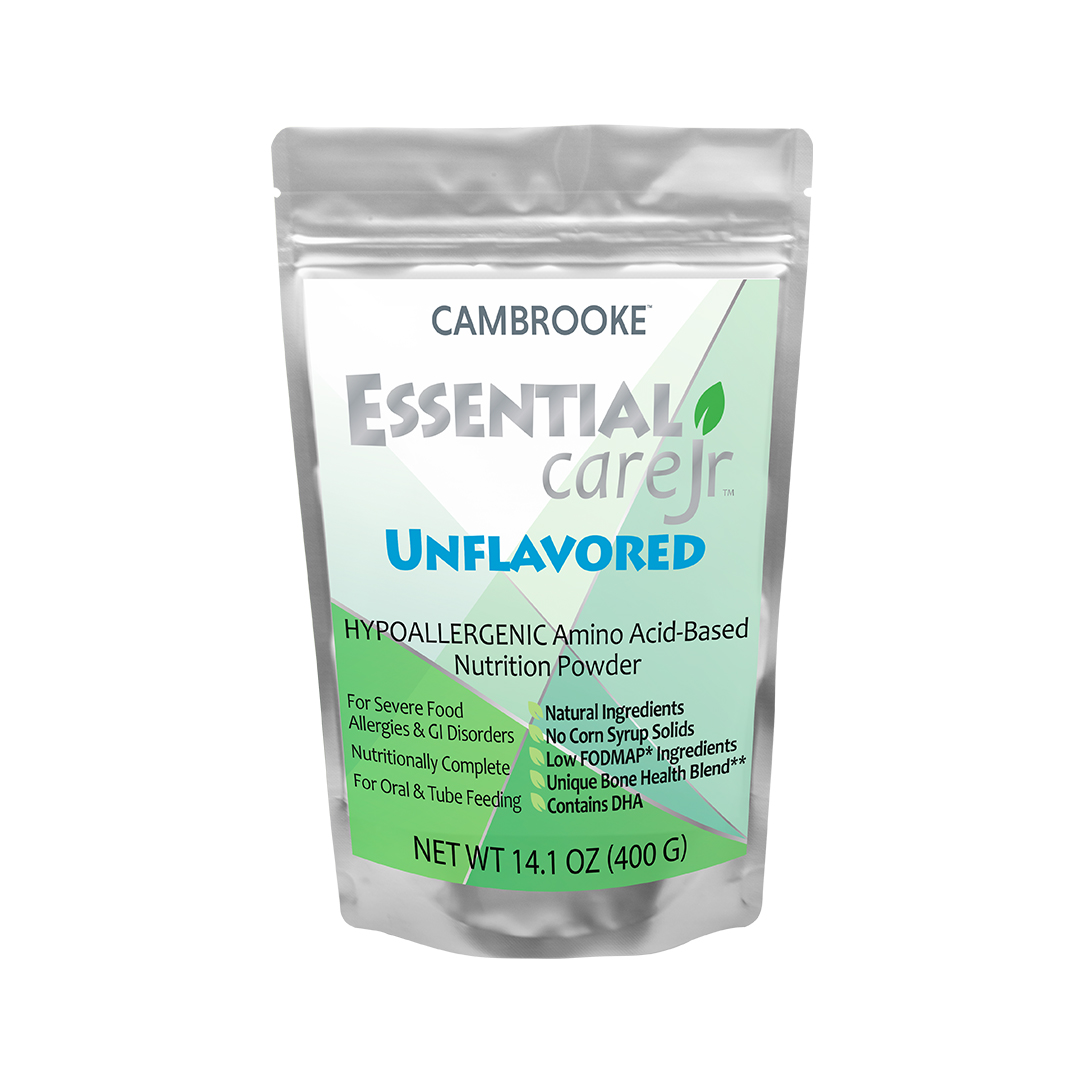 CAMBROOKE™
ESSENTIAL
care Jr™
UNFLAVORED
HYPOALLERGENIC Amino Acid-Based
Nutrition Powder
For Severe Food
Allergies & GI Disorders
Nutritionally Complete
For Oral & Tube Feeding
Natural Ingredients
No Corn Syrup Solids
Low FODMAP* Ingredients
Unique Bone Health Blend**
Contains DHA
NET WT 14.1 OZ (400 G)